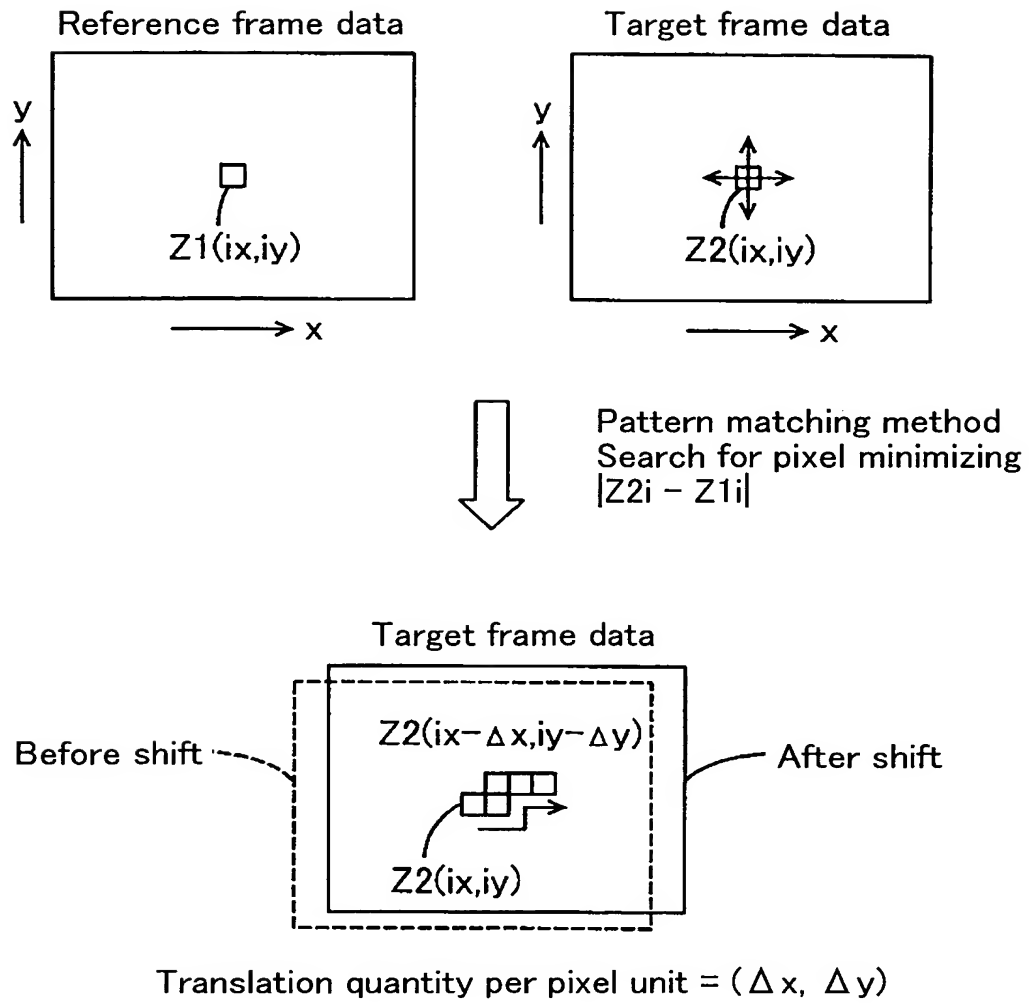 Reference frame data
Target frame data
y
y
Z1(ix,iy)
Z2(ix,iy)
x
x
Pattern matching method
Search for pixel minimizing
|Z2i − Z1i|
Target frame data
Z2(ix−Δx,iy−Δy)
Before shift
After shift
Z2(ix,iy)
Translation quantity per pixel unit = (Δx, Δy)